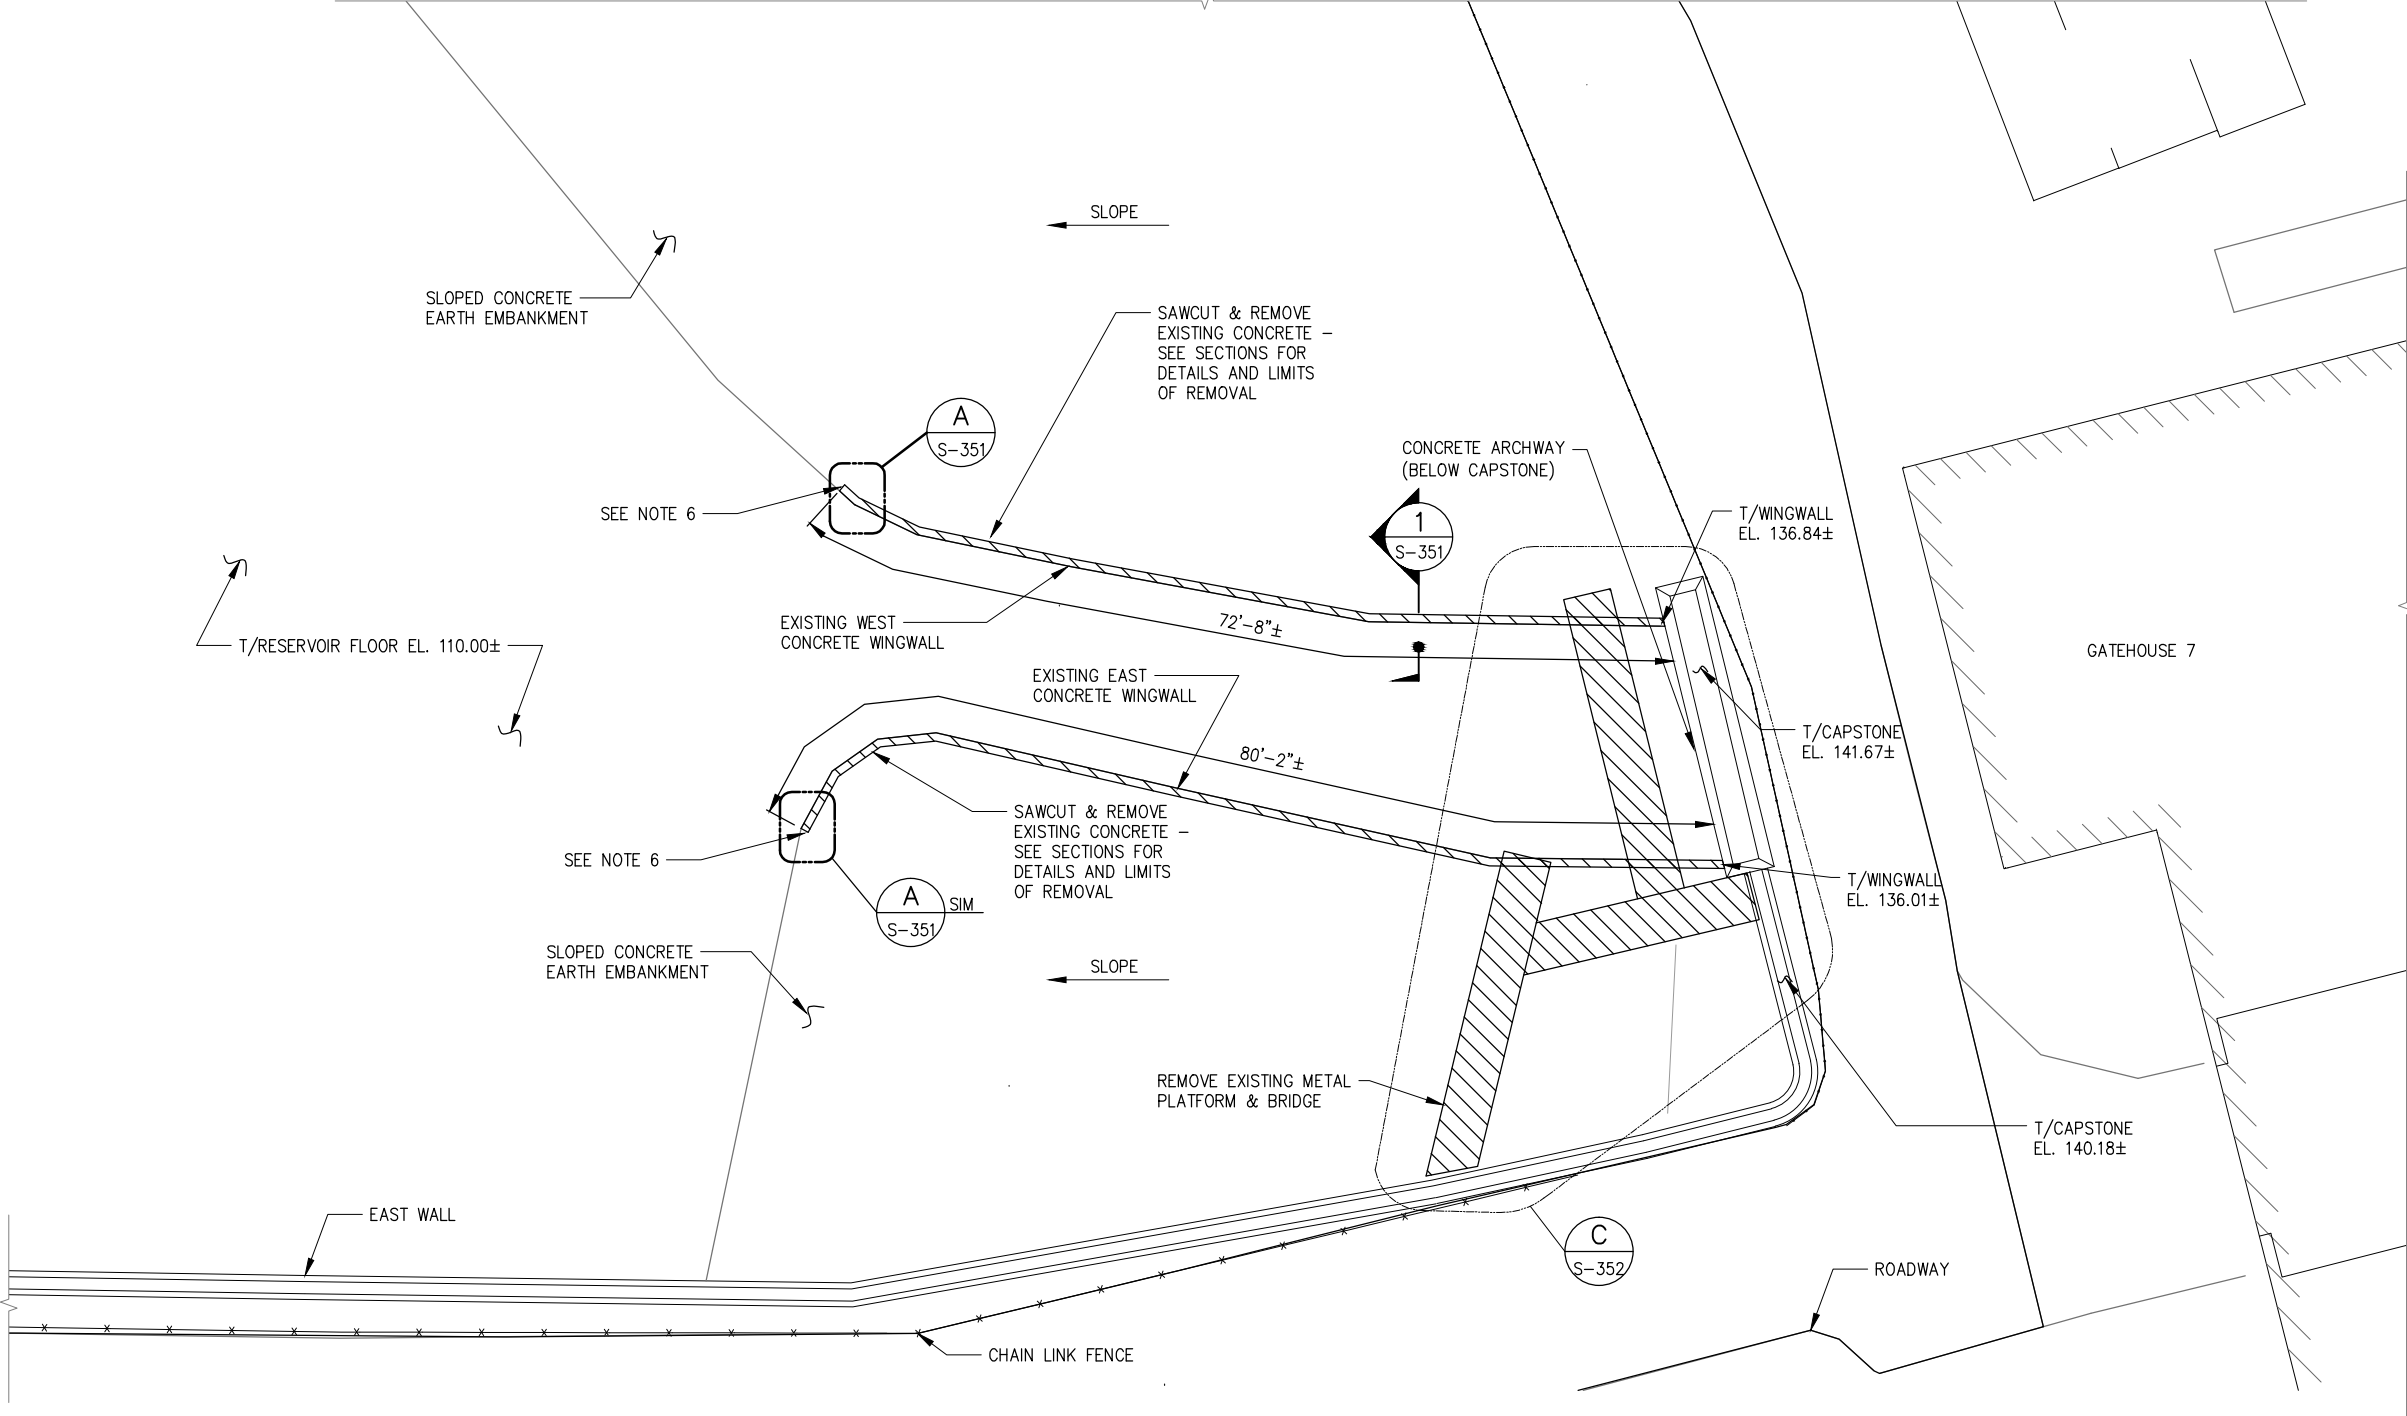 SLOPE
SLOPED CONCRETE
EARTH EMBANKMENT
SAWCUT & REMOVE
EXISTING CONCRETE –
SEE SECTIONS FOR
DETAILS AND LIMITS
OF REMOVAL
A
S-351
CONCRETE ARCHWAY
(BELOW CAPSTONE)
SEE NOTE 6
1
S-351
T/WINGWALL
EL. 136.84±
EXISTING WEST
CONCRETE WINGWALL
72'-8"±
T/RESERVOIR FLOOR EL. 110.00±
GATEHOUSE 7
EXISTING EAST
CONCRETE WINGWALL
80'-2"±
T/CAPSTONE
EL. 141.67±
SAWCUT & REMOVE
EXISTING CONCRETE –
SEE SECTIONS FOR
DETAILS AND LIMITS
OF REMOVAL
SEE NOTE 6
A
SIM
S-351
T/WINGWALL
EL. 136.01±
SLOPED CONCRETE
EARTH EMBANKMENT
SLOPE
REMOVE EXISTING METAL
PLATFORM & BRIDGE
T/CAPSTONE
EL. 140.18±
EAST WALL
C
S-352
ROADWAY
CHAIN LINK FENCE